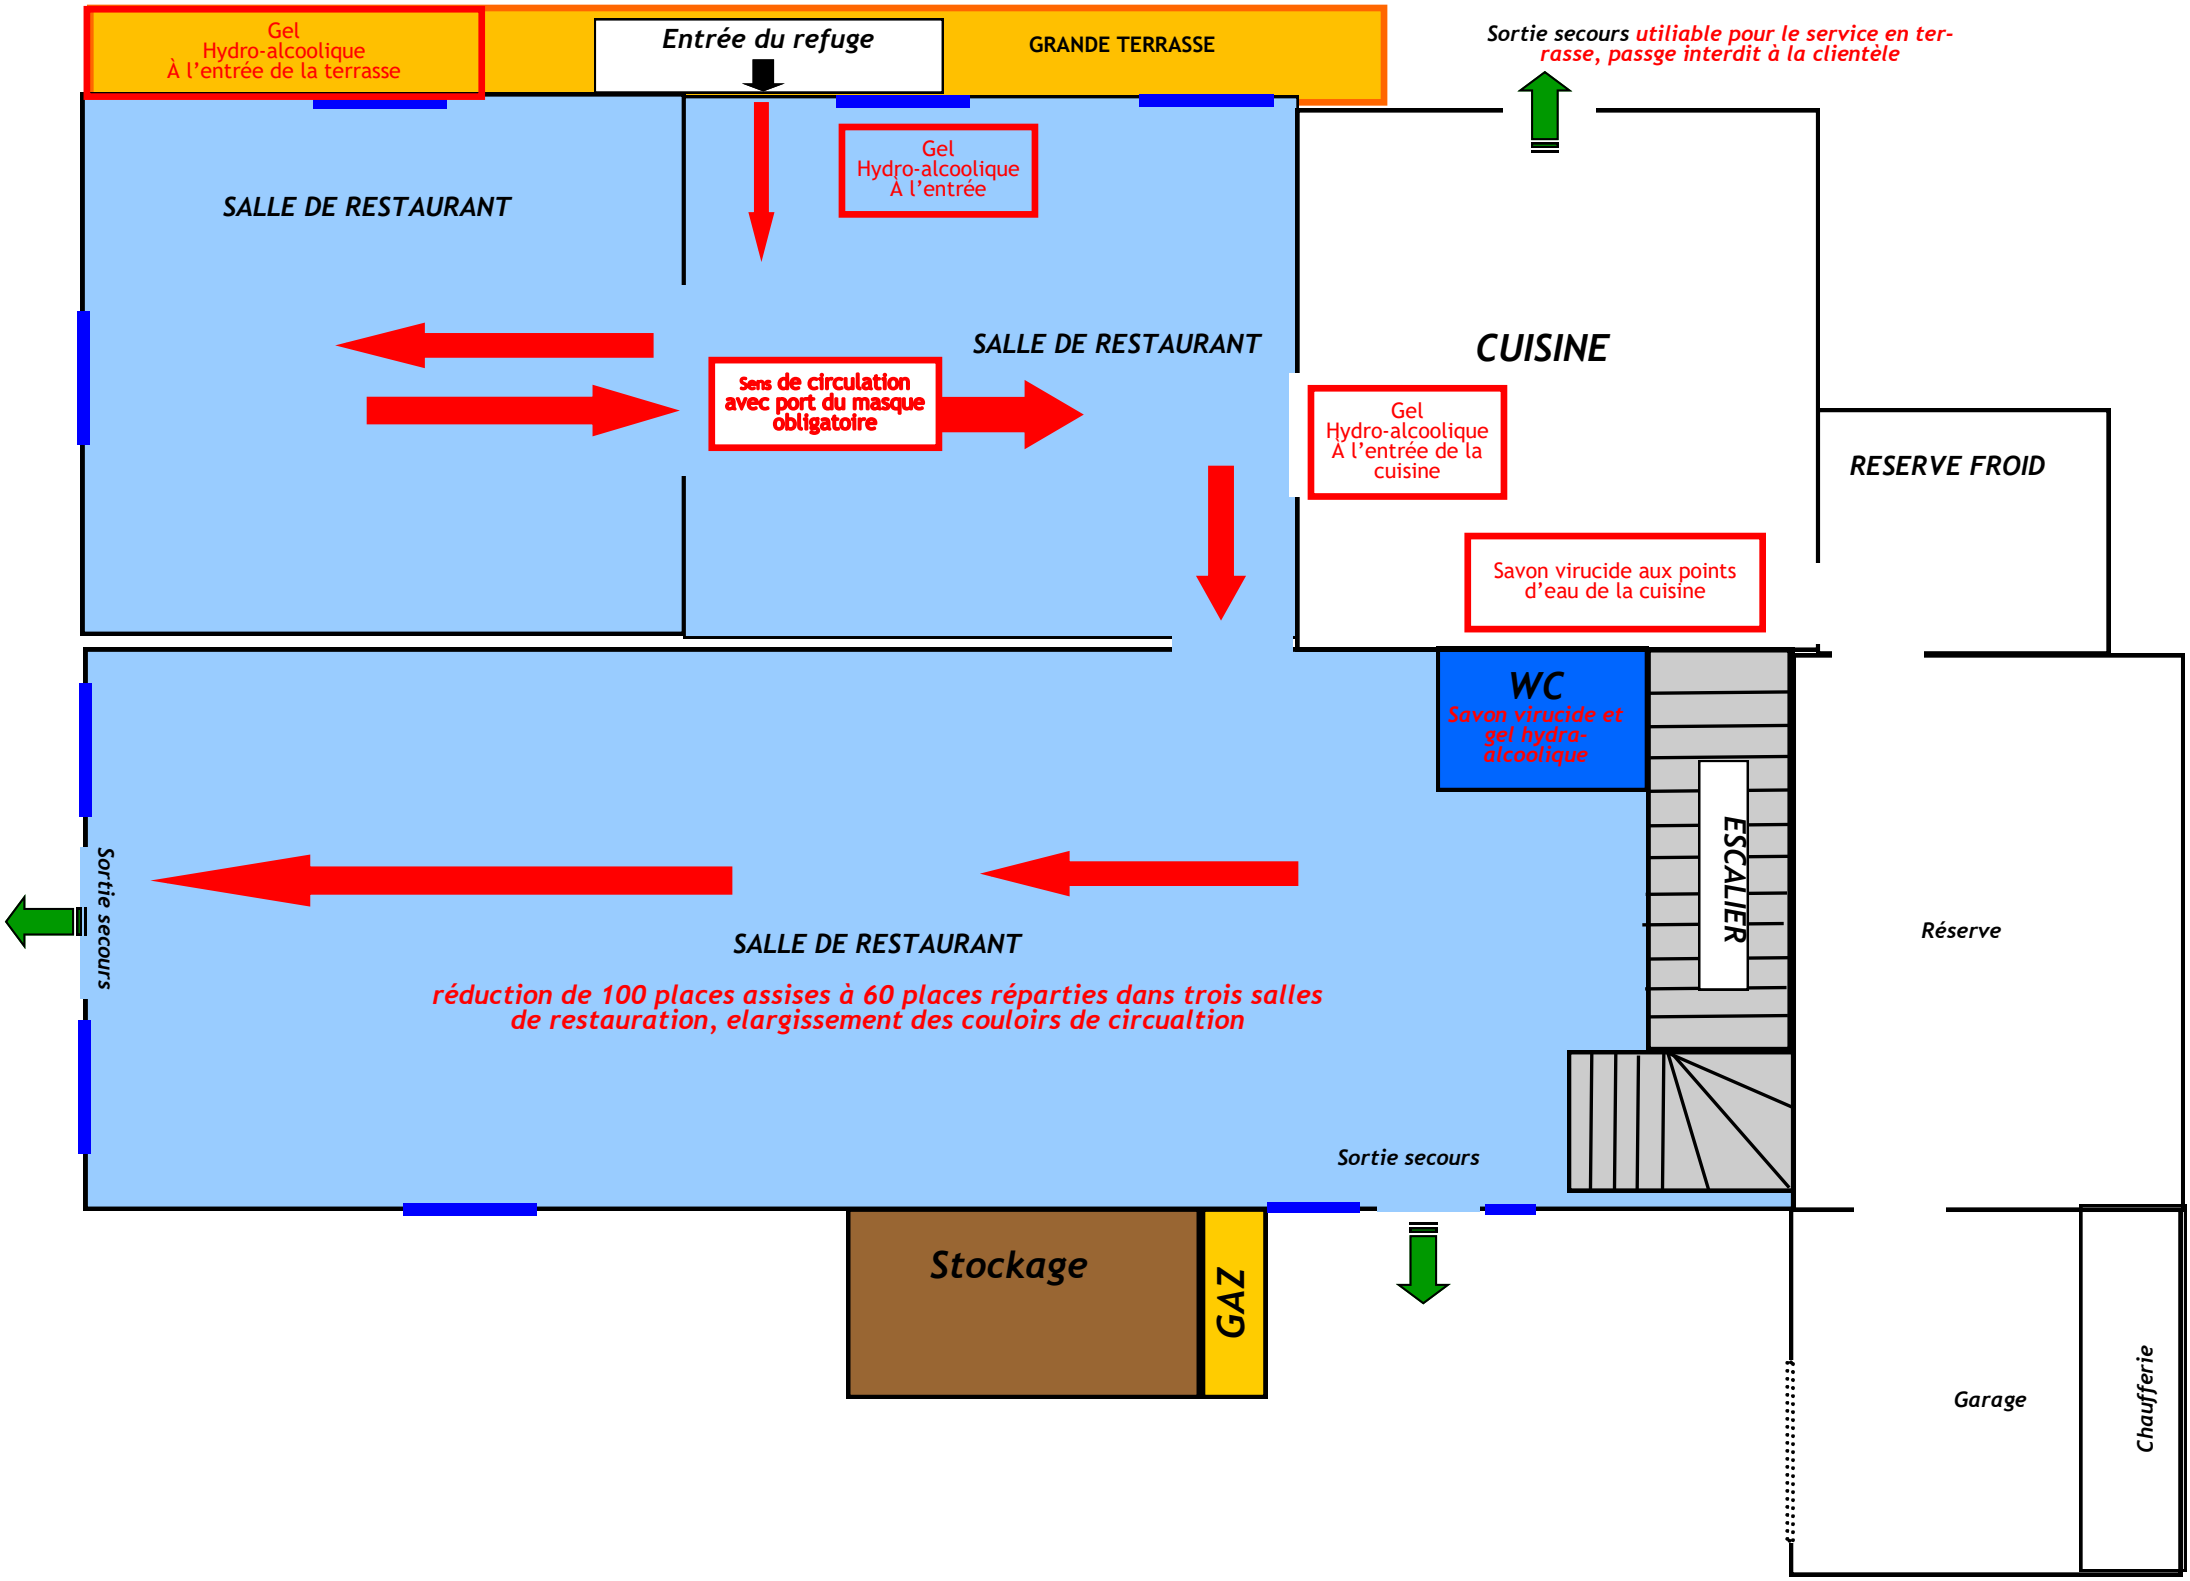 Gel
Hydro-alcoolique
À l’entrée de la terrasse
Entrée du refuge
GRANDE TERRASSE
Sortie secours utiliable pour le service en ter-
rasse, passge interdit à la clientèle
Gel
Hydro-alcoolique
À l’entrée
SALLE DE RESTAURANT
SALLE DE RESTAURANT
CUISINE
Sens de circulation
avec port du masque
obligatoire
Gel
Hydro-alcoolique
À l’entrée de la
cuisine
RESERVE FROID
Savon virucide aux points
d’eau de la cuisine
WC
Savon virucide et
gel hydra-
alcoolique
ESCALIER
Sortie secours
Réserve
SALLE DE RESTAURANT
réduction de 100 places assises à 60 places réparties dans trois salles
de restauration, elargissement des couloirs de circualtion
Sortie secours
Stockage
GAZ
Garage
Chaufferie